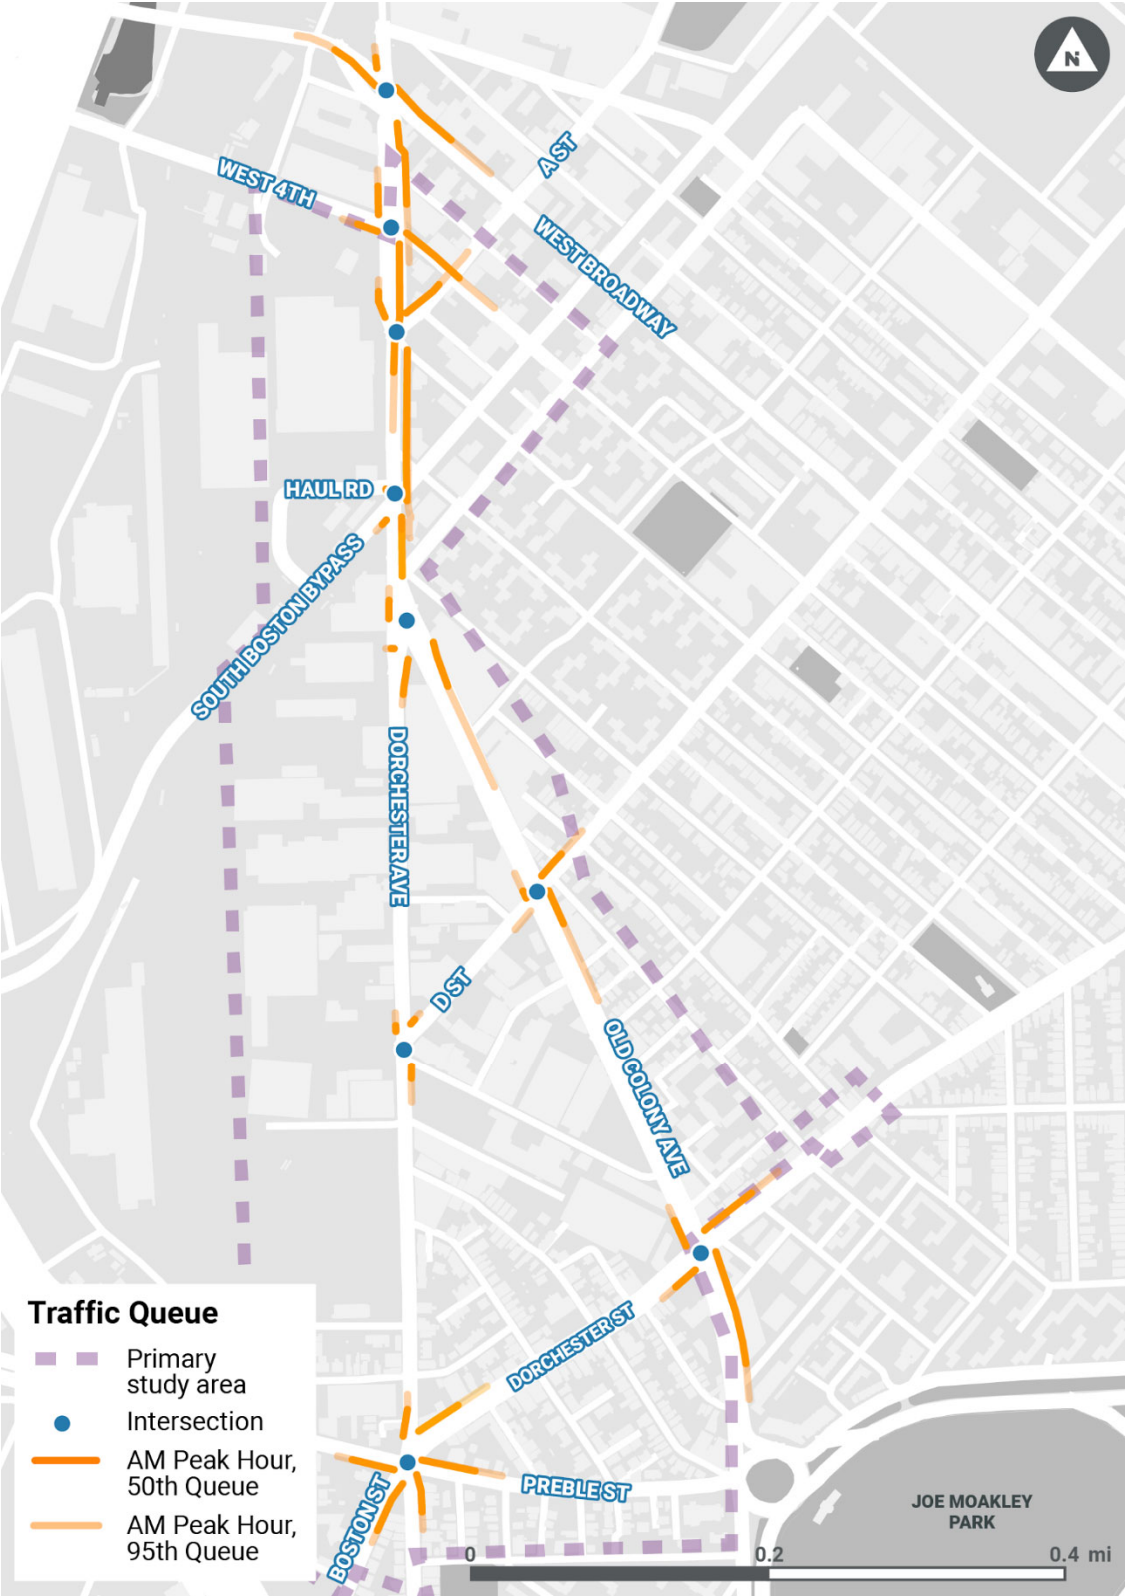 N
A ST
WEST 4TH
WEST BROADWAY
HAUL RD
SOUTH BOSTON BYPASS
DORCHESTER AVE
D ST
OLD COLONY AVE
DORCHESTER ST
PREBLE ST
BOSTON ST
JOE MOAKLEY
PARK
Traffic Queue
Primary
study area
Intersection
AM Peak Hour,
50th Queue
AM Peak Hour,
95th Queue
0 0.2 0.4 mi